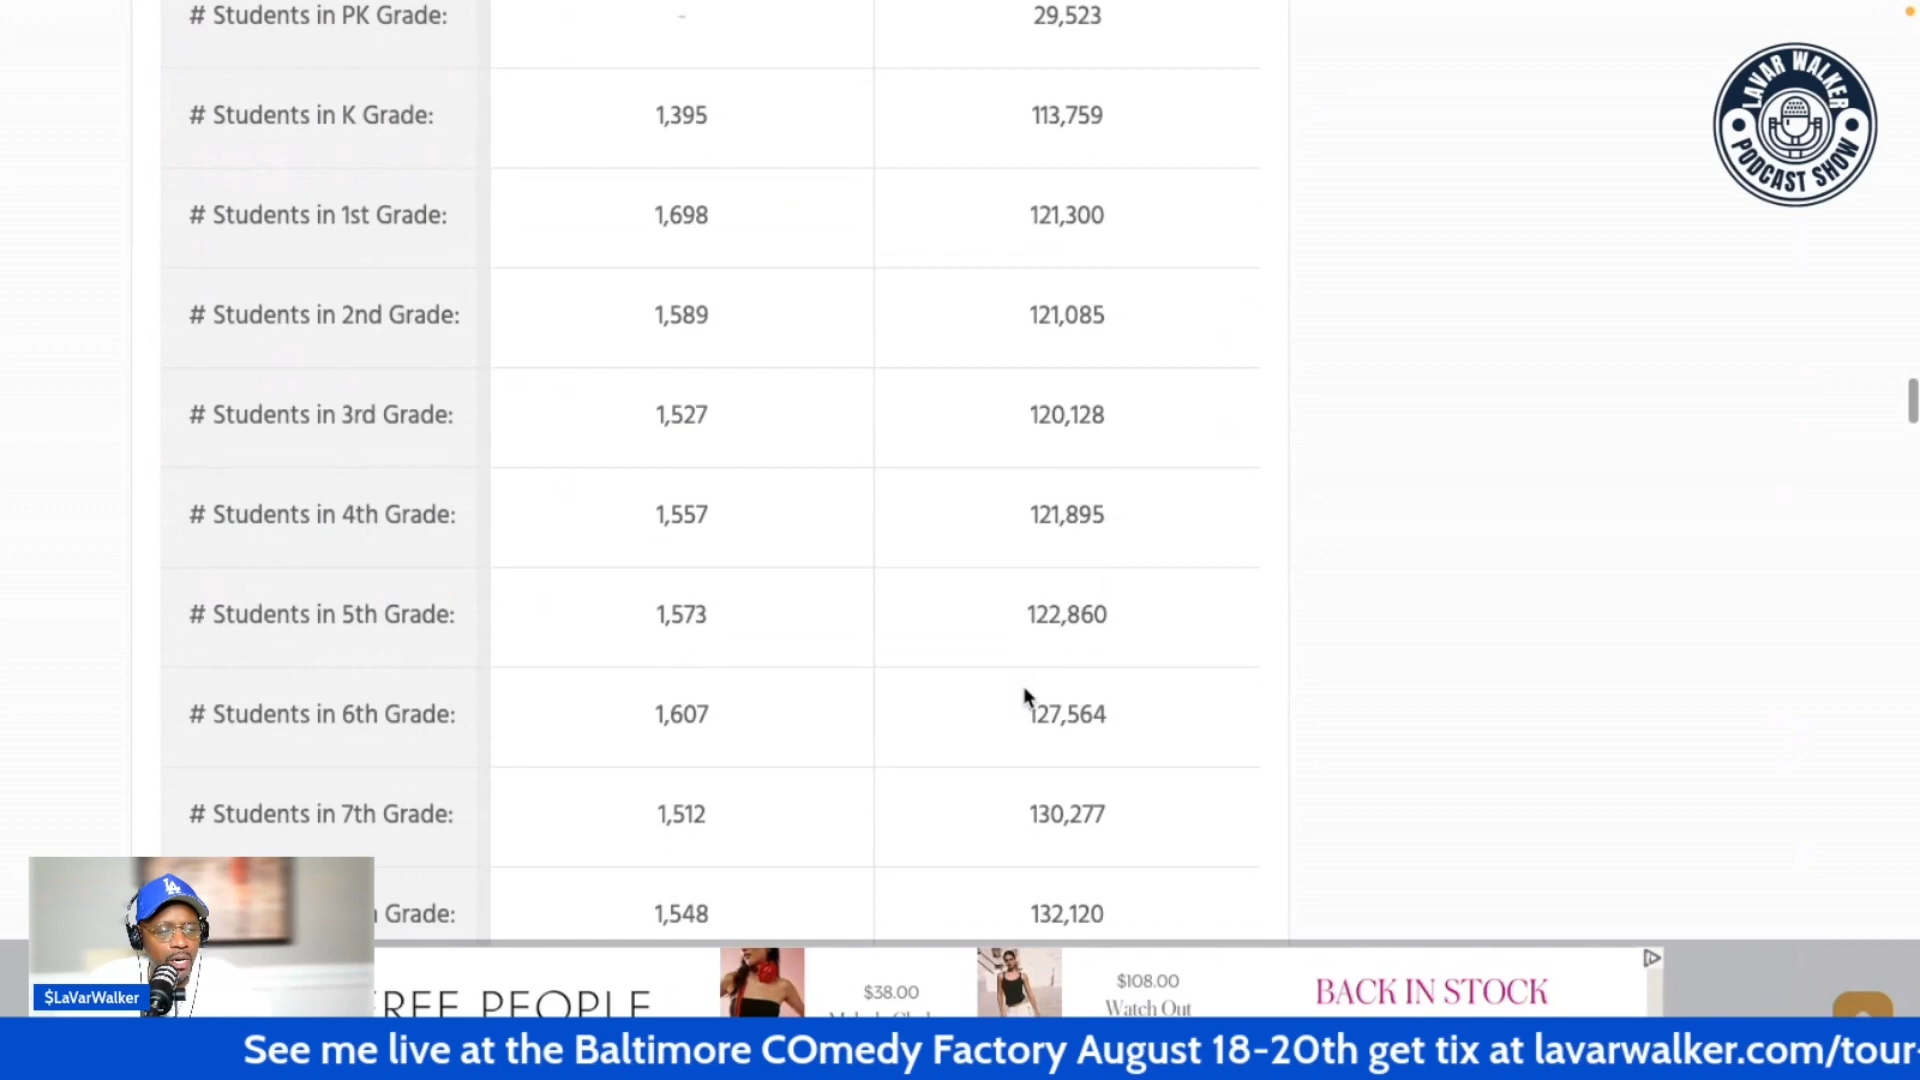 # Students in PK Grade: - 29,523
LAVAR WALKER
PODCAST SHOW
# Students in K Grade: 1,395 113,759
# Students in 1st Grade: 1,698 121,300
# Students in 2nd Grade: 1,589 121,085
# Students in 3rd Grade: 1,527 120,128
# Students in 4th Grade: 1,557 121,895
# Students in 5th Grade: 1,573 122,860
# Students in 6th Grade: 1,607 127,564
# Students in 7th Grade: 1,512 130,277
Grade: 1,548 132,120
LA
$LaVarWalker
FREE PEOPLE
$38.00
$108.00
Watch Out
BACK IN STOCK
See me live at the Baltimore COmedy Factory August 18-20th get tix at lavarwalker.com/tour-